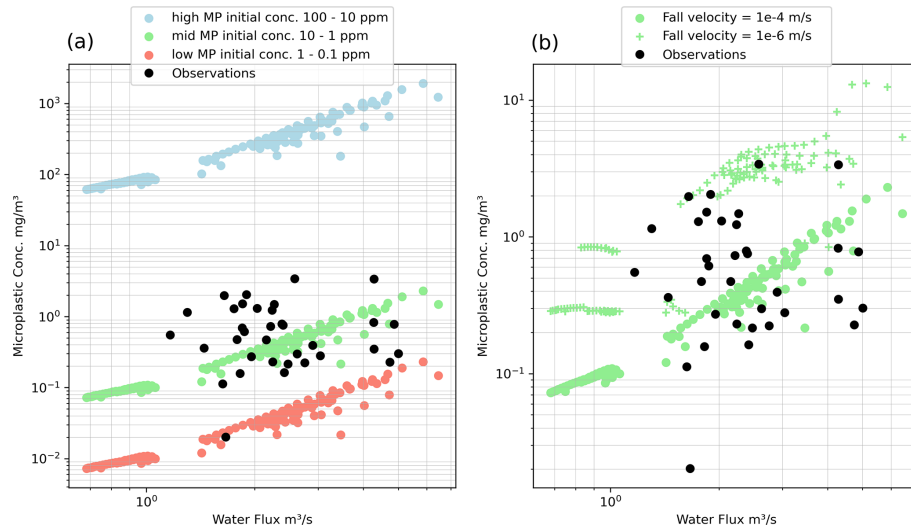 (a)
high MP initial conc. 100 - 10 ppm
mid MP initial conc. 10 - 1 ppm
low MP initial conc. 1 - 0.1 ppm
Observations
Microplastic Conc. mg/m³
10³
10²
10¹
10⁰
10⁻¹
10⁻²
10⁰
Water Flux m³/s
(b)
Fall velocity = 1e-4 m/s
Fall velocity = 1e-6 m/s
Observations
Microplastic Conc. mg/m³
10¹
10⁰
10⁻¹
10⁰
Water Flux m³/s